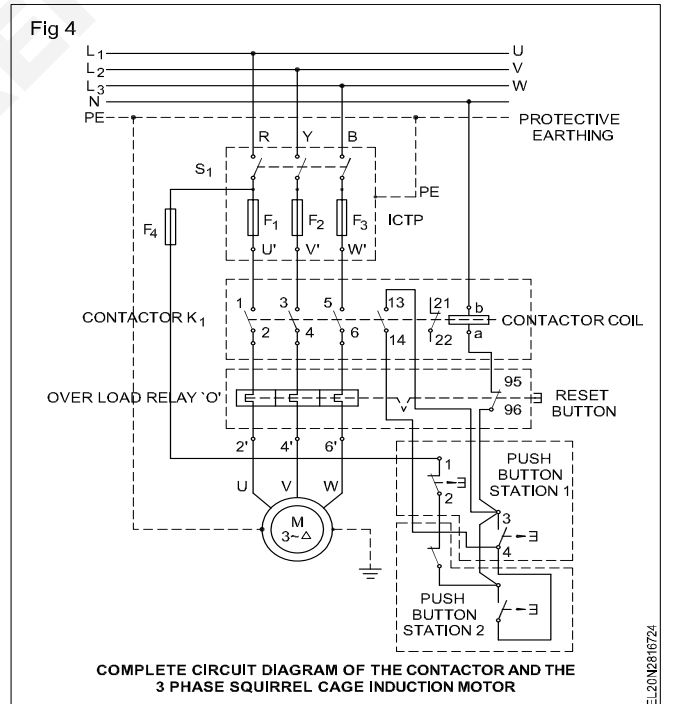 Fig 4
L1 U
L2 V
L3 W
N
PE PROTECTIVE
EARTHING
R Y B
S1
PE
F4 F1 F2 F3 ICTP
U' V' W'
1 3 5 13 21 b
CONTACTOR K1 CONTACTOR COIL
2 4 6 14 22 a
95
OVER LOAD RELAY `O' RESET
96 BUTTON
2' 4' 6'
1 PUSH
BUTTON
STATION 1
U V W 2
3
M
3~△
4
PUSH
BUTTON
STATION 2
COMPLETE CIRCUIT DIAGRAM OF THE CONTACTOR AND THE
3 PHASE SQUIRREL CAGE INDUCTION MOTOR
EL20N2816724